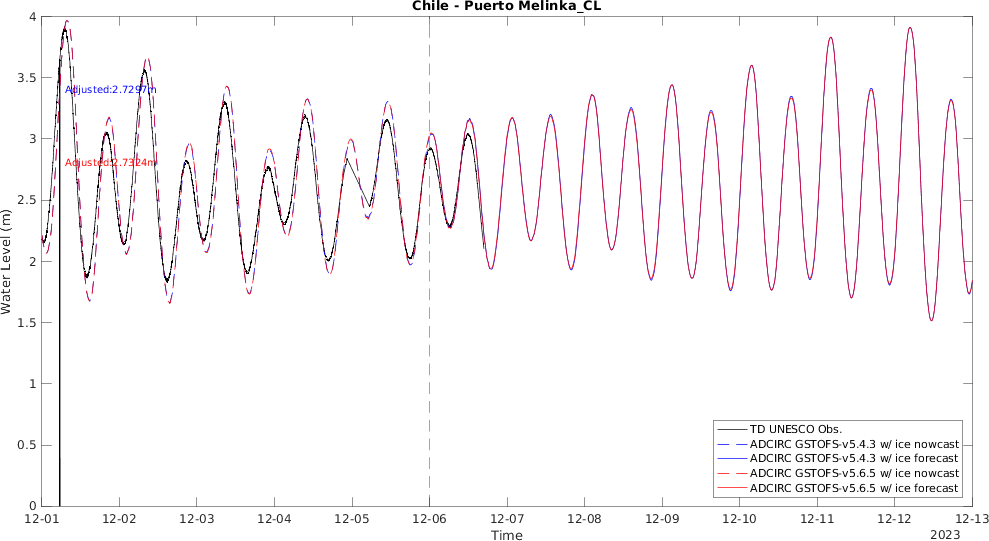 Chile - Puerto Melinka_CL
4
3.5
3
2.5
2
1.5
1
0.5
0
Water Level (m)
Adjusted:2.7297m
Adjusted:2.7324m
TD UNESCO Obs.
ADCIRC GSTOFS-v5.4.3 w/ ice nowcast
ADCIRC GSTOFS-v5.4.3 w/ ice forecast
ADCIRC GSTOFS-v5.6.5 w/ ice nowcast
ADCIRC GSTOFS-v5.6.5 w/ ice forecast
12-01 12-02 12-03 12-04 12-05 12-06 12-07 12-08 12-09 12-10 12-11 12-12 12-13
Time
2023